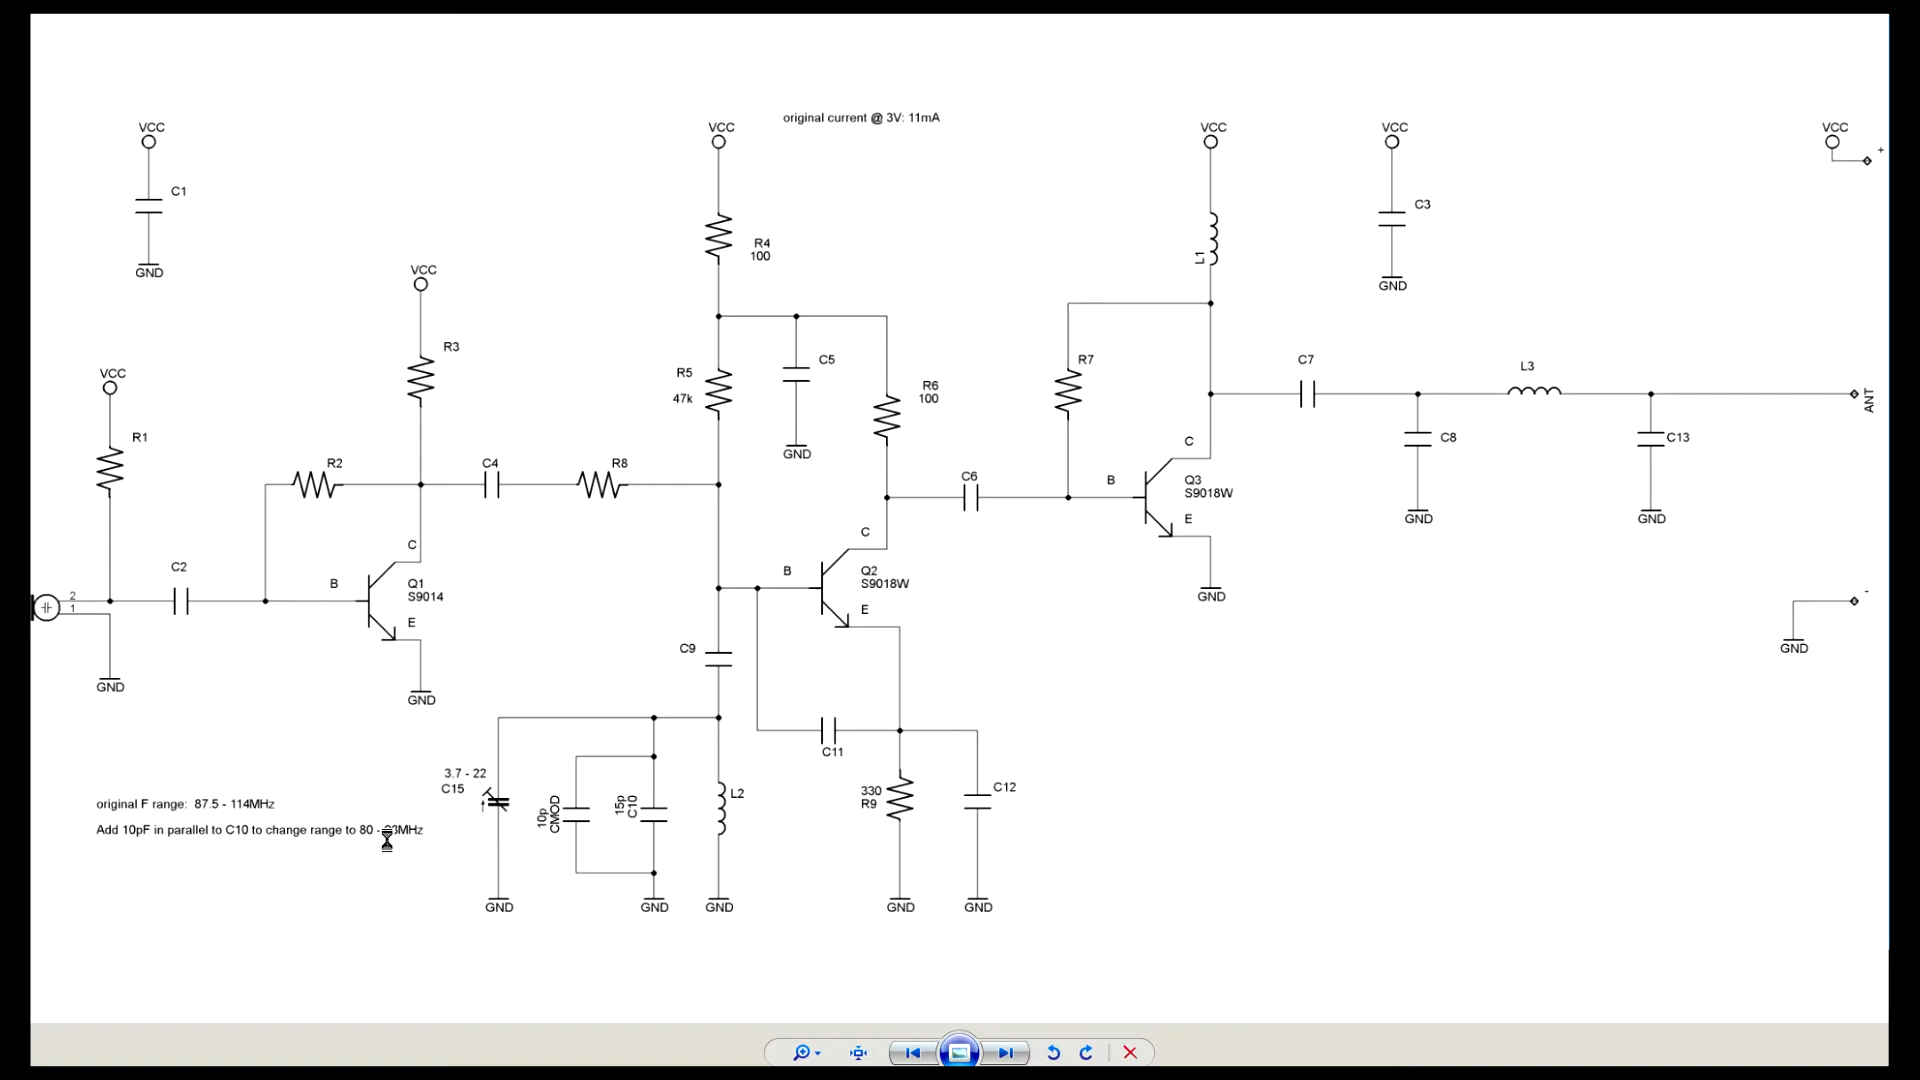 original current @ 3V: 11mA
VCC
VCC
VCC
VCC
VCC
+
C1
C3
R4
100
L1
GND
VCC
GND
R3
C5
R7
C7
L3
VCC
R5
47k
R6
100
ANT
R1
C
C8
C13
GND
R2
C4
R8
C6
B
Q3
S9018W
E
GND
GND
C
C
C2
B
Q1
S9014
E
B
Q2
S9018W
E
GND
-
2
1
C9
GND
GND
GND
C11
3.7 - 22
C15
10p
CMOD
15p
C10
L2
330
R9
C12
original F range: 87.5 - 114MHz
Add 10pF in parallel to C10 to change range to 80 -
GND
GND
GND
GND
GND